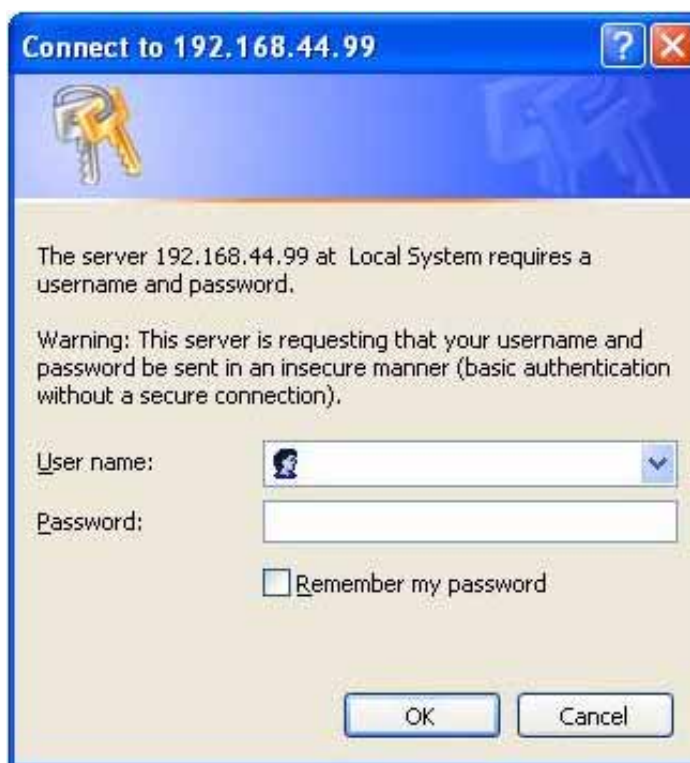 Connect to 192.168.44.99
?
The server 192.168.44.99 at Local System requires a
username and password.
Warning: This server is requesting that your username and
password be sent in an insecure manner (basic authentication
without a secure connection).
User name:
Password:
Remember my password
OK
Cancel